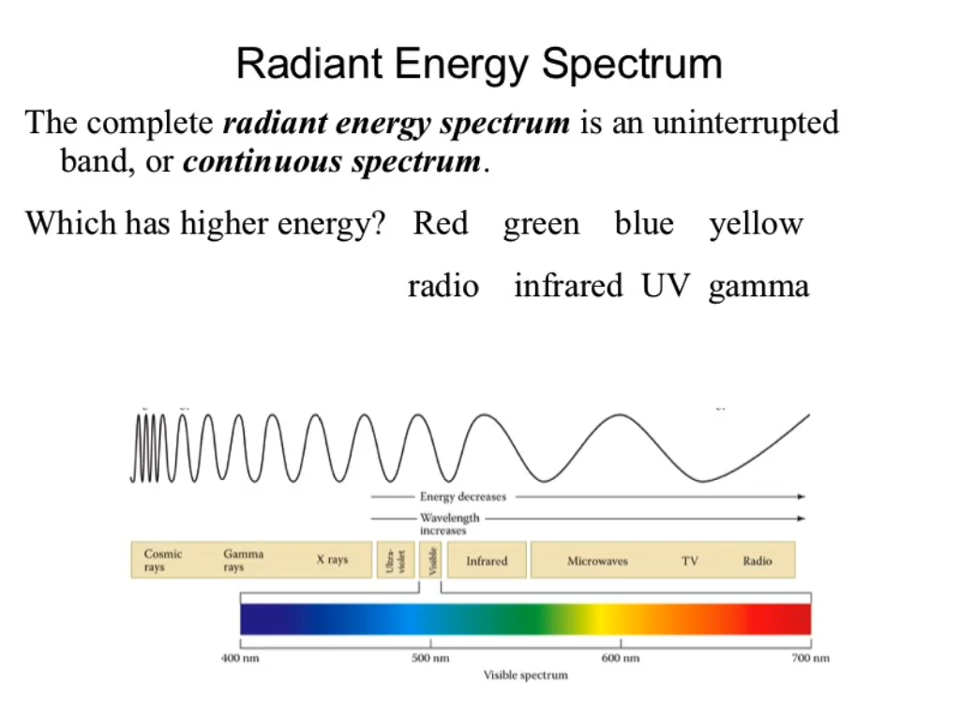 Radiant Energy Spectrum
The complete radiant energy spectrum is an uninterrupted
band, or continuous spectrum.
Which has higher energy? Red green blue yellow
radio infrared UV gamma
Energy decreases
Wavelength
increases
Cosmic
rays
Gamma
rays
X rays
Ultra-
violet
Visible
Infrared
Microwaves
TV
Radio
400 nm
500 nm
600 nm
700 nm
Visible spectrum